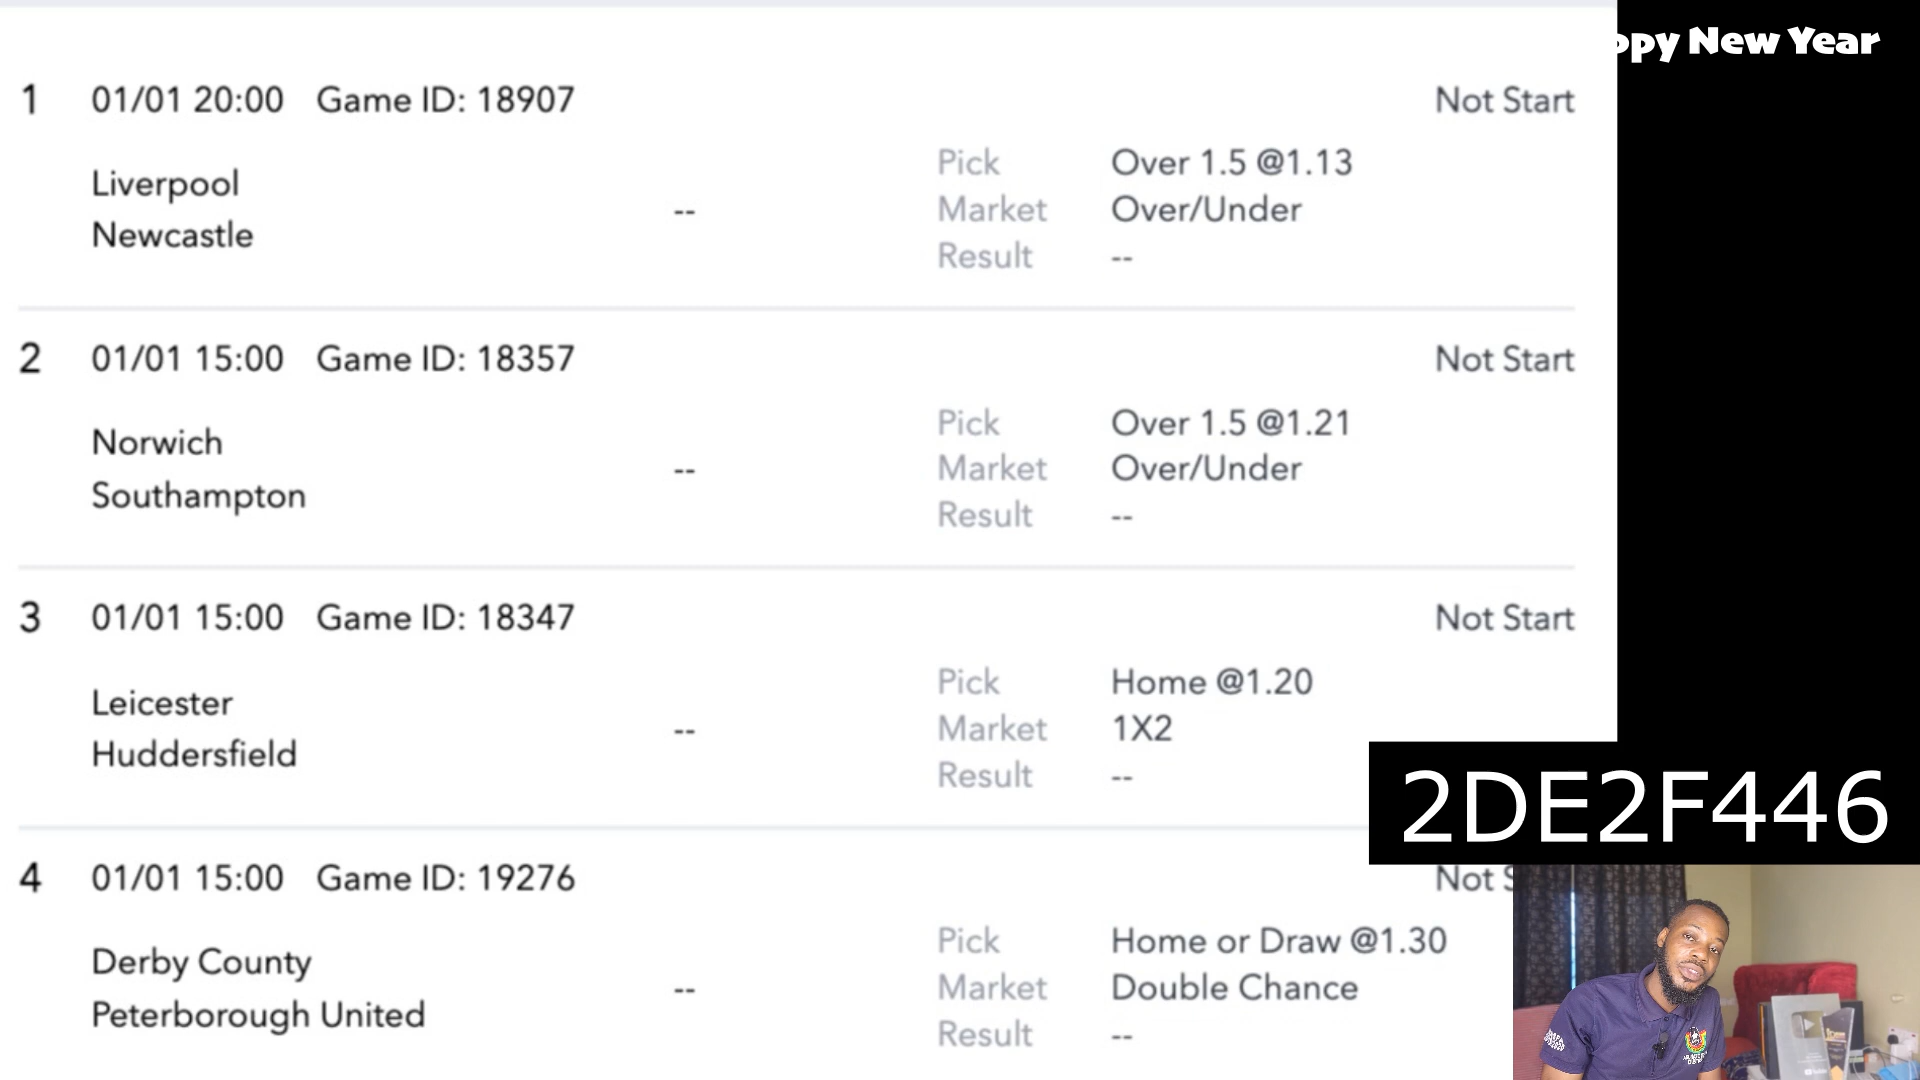 opy New Year
1 01/01 20:00 Game ID: 18907 Not Start
Liverpool
Newcastle
--
Pick Over 1.5 @1.13
Market Over/Under
Result --
2 01/01 15:00 Game ID: 18357 Not Start
Norwich
Southampton
--
Pick Over 1.5 @1.21
Market Over/Under
Result --
3 01/01 15:00 Game ID: 18347 Not Start
Leicester
Huddersfield
--
Pick Home @1.20
Market 1X2
Result --
2DE2F446
4 01/01 15:00 Game ID: 19276 Not S
Derby County
Peterborough United
--
Pick Home or Draw @1.30
Market Double Chance
Result --